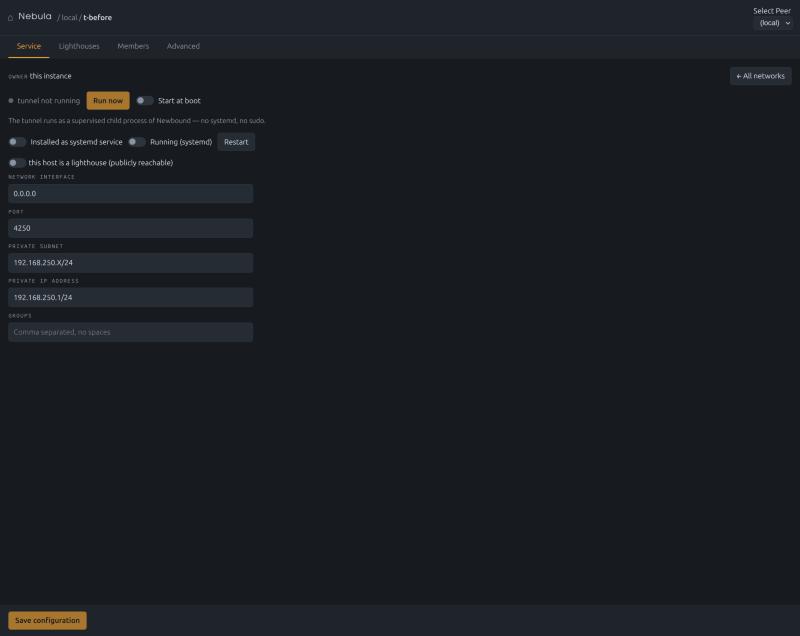 Nebula / local / t-before
Select Peer
(local)
Service Lighthouses Members Advanced
OWNER this instance
← All networks
tunnel not running Run now Start at boot
The tunnel runs as a supervised child process of Newbound — no systemd, no sudo.
Installed as systemd service Running (systemd) Restart
this host is a lighthouse (publicly reachable)
NETWORK INTERFACE
0.0.0.0
PORT
4250
PRIVATE SUBNET
192.168.250.X/24
PRIVATE IP ADDRESS
192.168.250.1/24
GROUPS
Comma separated, no spaces
Save configuration